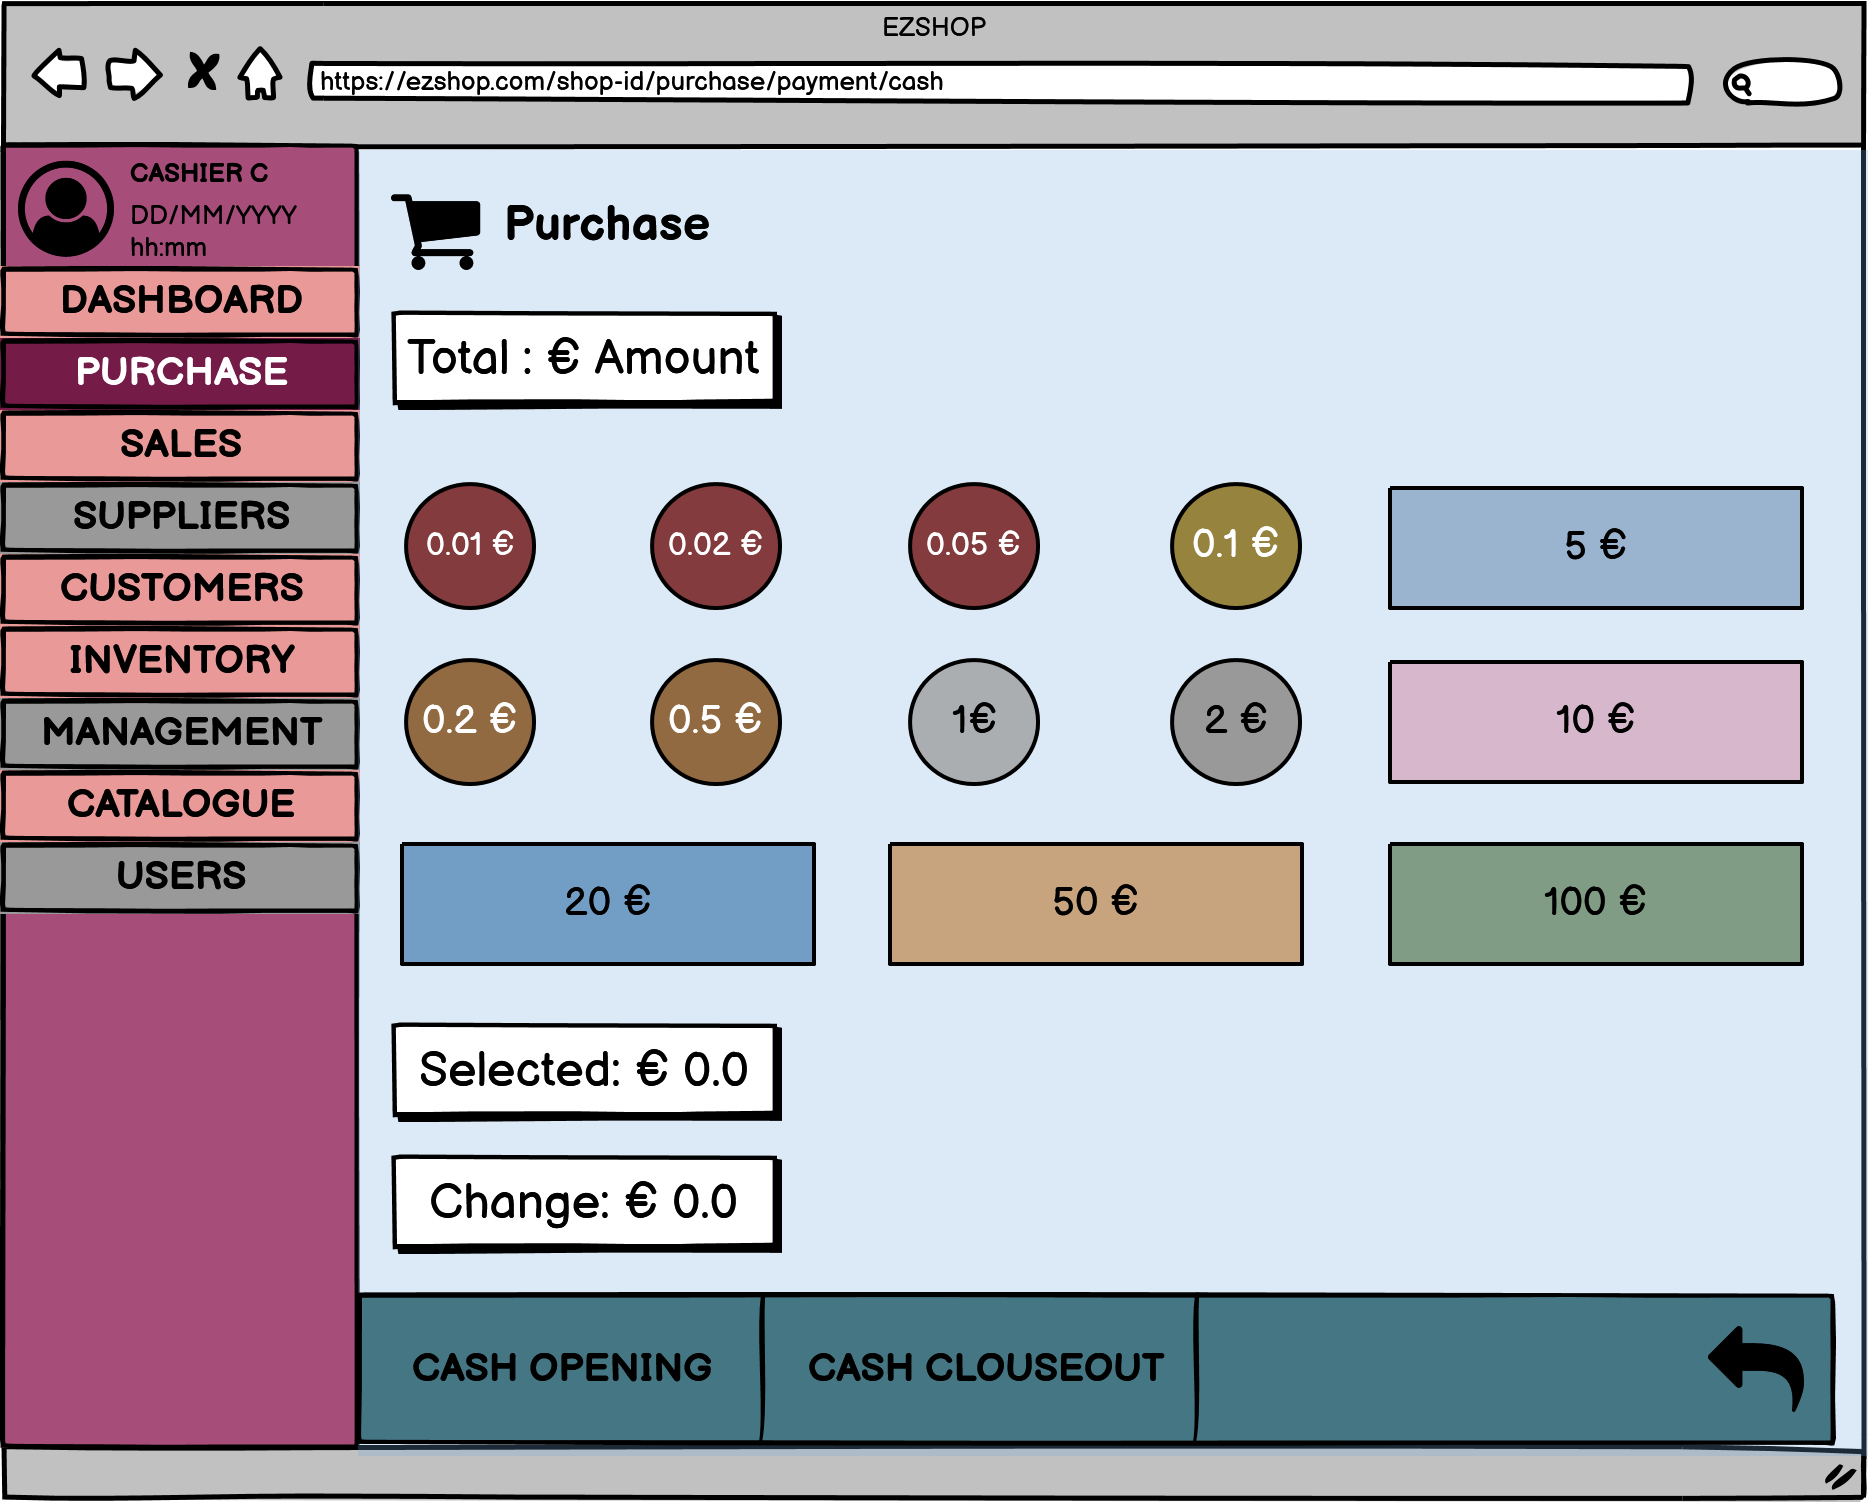 EZSHOP
https://ezshop.com/shop-id/purchase/payment/cash
CASHIER C
DD/MM/YYYY
hh:mm
DASHBOARD
PURCHASE
SALES
SUPPLIERS
CUSTOMERS
INVENTORY
MANAGEMENT
CATALOGUE
USERS
Purchase
Total : € Amount
0.01 €
0.02 €
0.05 €
0.1 €
5 €
0.2 €
0.5 €
1€
2 €
10 €
20 €
50 €
100 €
Selected: € 0.0
Change: € 0.0
CASH OPENING
CASH CLOUSEOUT